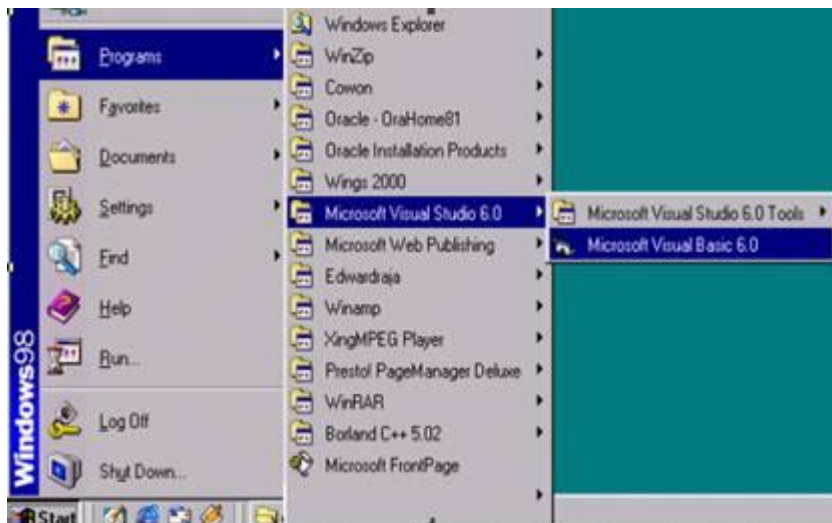 Programs
Favorites
Documents
Settings
Find
Help
Run...
Log Off
Shut Down...
Windows98
Start
Windows Explorer
WinZip
Cowon
Oracle - OraHome81
Oracle Installation Products
Wings 2000
Microsoft Visual Studio 6.0
Microsoft Web Publishing
Edwardraja
Winamp
XingMPEG Player
Presto! PageManager Deluxe
WinRAR
Borland C++ 5.02
Microsoft FrontPage
Microsoft Visual Studio 6.0 Tools
Microsoft Visual Basic 6.0